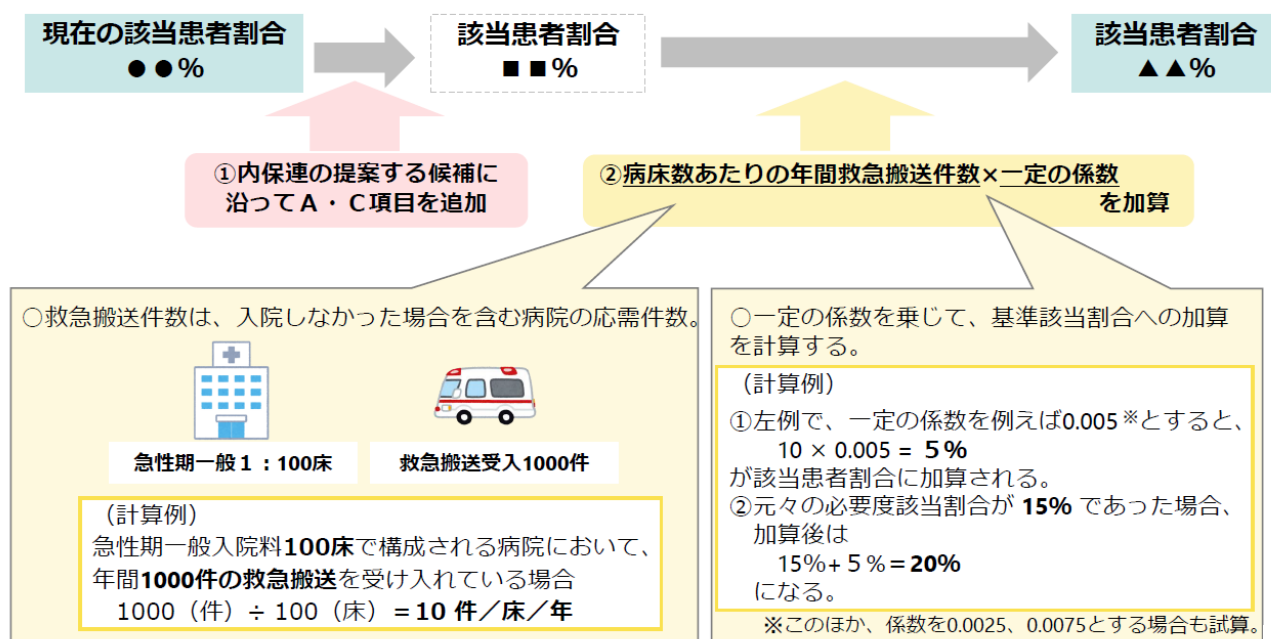 現在の該当患者割合
●●%
該当患者割合
■■%
該当患者割合
▲▲%
①内保連の提案する候補に
沿ってA・C項目を追加
②病床数あたりの年間救急搬送件数×一定の係数
を加算
○救急搬送件数は、入院しなかった場合を含む病院の応需件数。
急性期一般1:100床
救急搬送受入1000件
(計算例)
急性期一般入院料100床で構成される病院において、
年間1000件の救急搬送を受け入れている場合
1000(件)÷ 100(床)=10 件/床/年
○一定の係数を乗じて、基準該当割合への加算
を計算する。
(計算例)
①左例で、一定の係数を例えば0.005※とすると、
10 × 0.005 = 5%
が該当患者割合に加算される。
②元々の必要度該当割合が 15% であった場合、
加算後は
15%+5%=20%
になる。
※このほか、係数を0.0025、0.0075とする場合も試算。